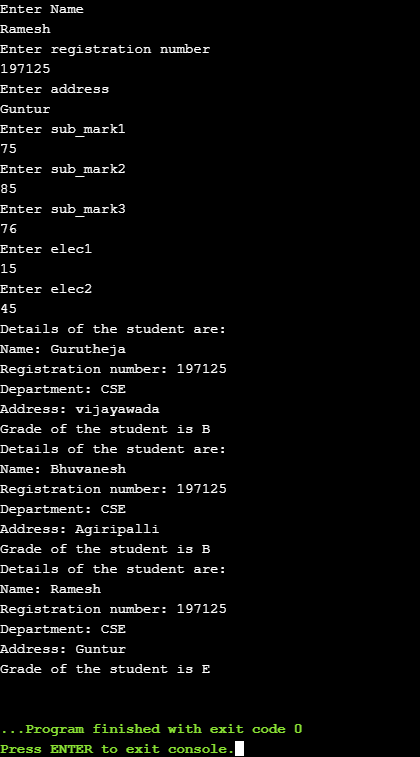 Enter Name
Ramesh
Enter registration number
197125
Enter address
Guntur
Enter sub_mark1
75
Enter sub_mark2
85
Enter sub_mark3
76
Enter elec1
15
Enter elec2
45
Details of the student are:
Name: Gurutheja
Registration number: 197125
Department: CSE
Address: vijayawada
Grade of the student is B
Details of the student are:
Name: Bhuvanesh
Registration number: 197125
Department: CSE
Address: Agiripalli
Grade of the student is B
Details of the student are:
Name: Ramesh
Registration number: 197125
Department: CSE
Address: Guntur
Grade of the student is E
...Program finished with exit code 0
Press ENTER to exit console.